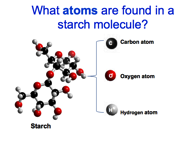 What atoms are found in a
starch molecule?
Carbon atom
Oxygen atom
Hydrogen atom
Starch